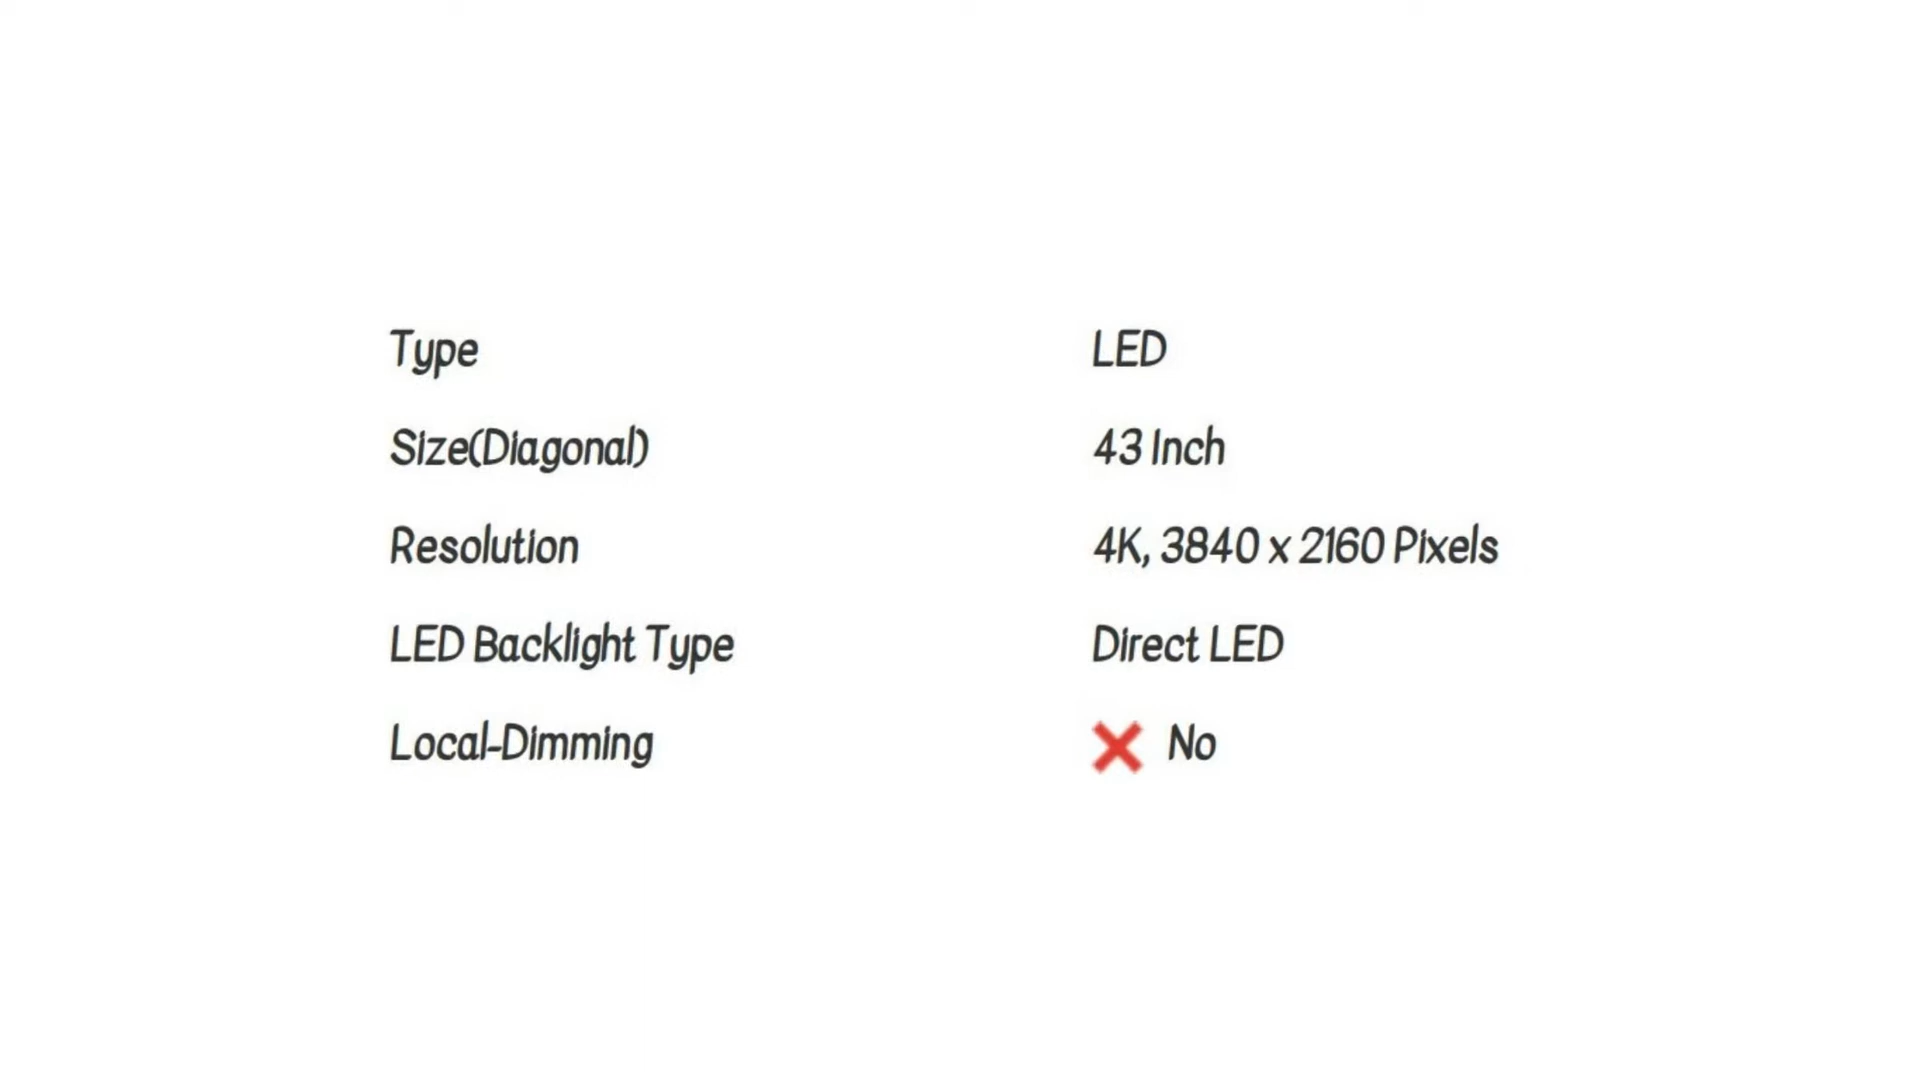 Type LED
Size(Diagonal) 43 Inch
Resolution 4K, 3840 x 2160 Pixels
LED Backlight Type Direct LED
Local-Dimming ❌ No